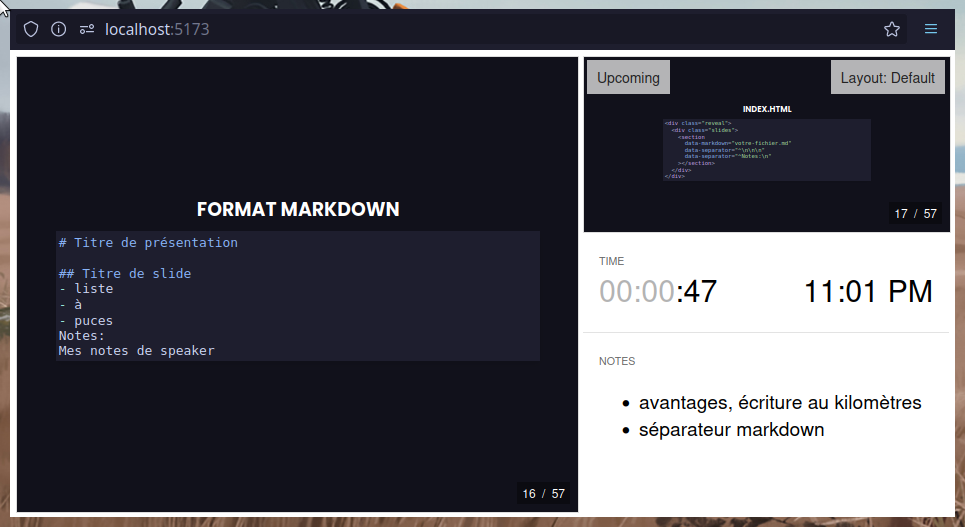 localhost:5173
FORMAT MARKDOWN
# Titre de présentation
## Titre de slide
- liste
- à
- puces
Notes:
Mes notes de speaker
16 / 57
Upcoming
Layout: Default
INDEX.HTML
<div class="reveal">
<div class="slides">
<section
data-markdown="votre-fichier.md"
data-separator="^\n\n\n"
data-separator="^Notes:\n"
></section>
</div>
</div>
17 / 57
TIME
00:00:47
11:01 PM
NOTES
• avantages, écriture au kilomètres
• séparateur markdown